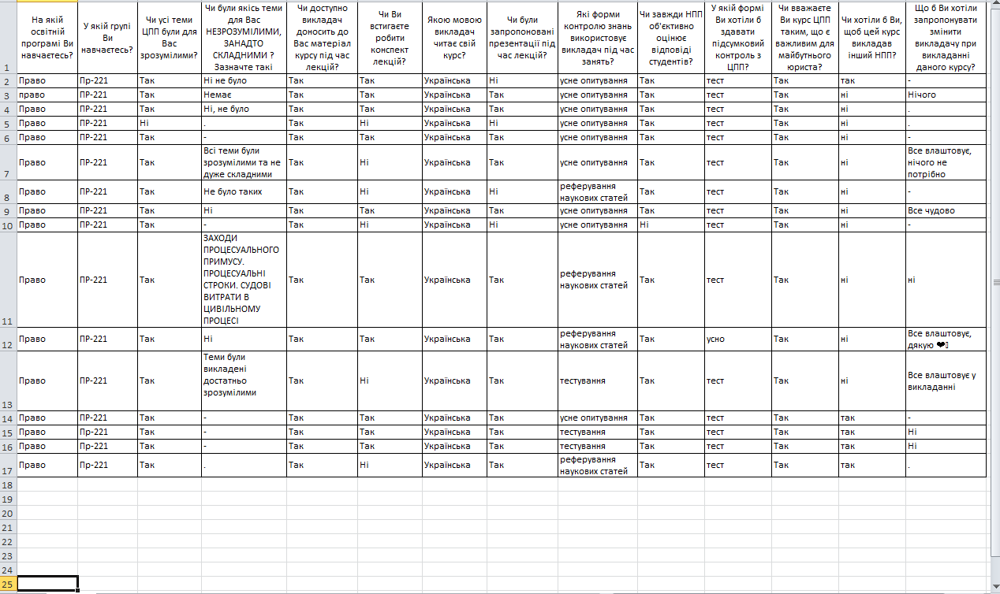 1 На якій освітній програмі Ви навчаєтесь? У якій групі Ви навчаєтесь? Чи усі теми ЦПП були для Вас зрозумілими? Чи були якісь теми для Вас НЕЗРОЗУМІЛИМИ, ЗАНАДТО СКЛАДНИМИ ? Зазначте такі Чи доступно викладач доносить до Вас матеріал курсу під час лекцій? Чи Ви встигаєте робити конспект лекцій? Якою мовою викладач читає свій курс? Чи були запропоновані презентації під час лекцій? Які форми контролю знань використовує викладач під час занять? Чи завжди НПП об'єктивно оцінює відповіді студентів? У якій формі Ви хотіли б здавати підсумковий контроль з ЦПП? Чи вважаєте Ви курс ЦПП таким, що є важливим для майбутнього юриста? Чи хотіли б Ви, щоб цей курс викладав інший НПП? Що б Ви хотіли запропонувати змінити викладачу при викладанні даного курсу?
2 Право Пр-221 Так Ні не було Так Так Українська Ні усне опитування Так тест Так так -
3 право ПР-221 Так Немає Так Так Українська Так усне опитування Так тест Так ні Нічого
4 Право ПР-221 Так Ні, не було Так Так Українська Так усне опитування Так тест Так ні .
5 Право ПР-221 Ні . Так Ні Українська Ні усне опитування Так тест Так ні .
6 Право ПР-221 Так - Так Так Українська Так усне опитування Так тест Так ні -
7 Право ПР-221 Так Всі теми були зрозумілими та не дуже складними Так Ні Українська Так усне опитування Так тест Так ні Все влаштовує, нічого не потрібно
8 Право ПР-221 Так Не було таких Так Ні Українська Ні реферування наукових статей Так тест Так ні -
9 Право ПР-221 Так Ні Так Так Українська Так усне опитування Так тест Так ні Все чудово
10 Право ПР-221 Так - Так Ні Українська Ні усне опитування Ні тест Так ні -
11 Право ПР-221 Так ЗАХОДИ ПРОЦЕСУАЛЬНОГО ПРИМУСУ. ПРОЦЕСУАЛЬНІ СТРОКИ. СУДОВІ ВИТРАТИ В ЦИВІЛЬНОМУ ПРОЦЕСІ Так Так Українська Так реферування наукових статей Так тест Так ні ні
12 Право ПР-221 Так Ні Так Так Українська Так реферування наукових статей Так усно Так ні Все влаштовує, дякую ❤
13 Право ПР-221 Так Теми були викладені достатньо зрозумілими Так Ні Українська Так тестування Так тест Так ні Все влаштовує у викладанні
14 Право ПР-221 Так - Так Так Українська Так усне опитування Так тест Так так -
15 Право Пр-221 Так - Так Так Українська Так тестування Так тест Так так Ні
16 Право Пр-221 Так - Так Так Українська Так тестування Так тест Так так Ні
17 Право Пр-221 Так . Так Ні Українська Так реферування наукових статей Так тест Так так .
18
19
20
21
22
23
24
25